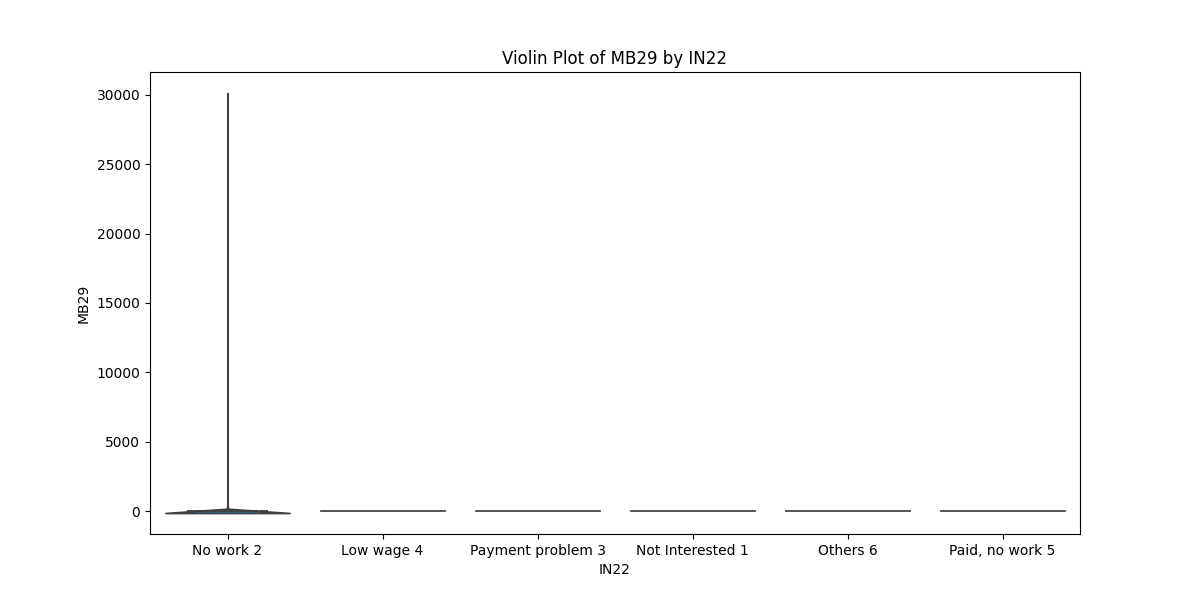 Violin Plot of MB29 by IN22
30000
25000
20000
15000
10000
5000
0
MB29
No work 2 Low wage 4 Payment problem 3 Not Interested 1 Others 6 Paid, no work 5
IN22